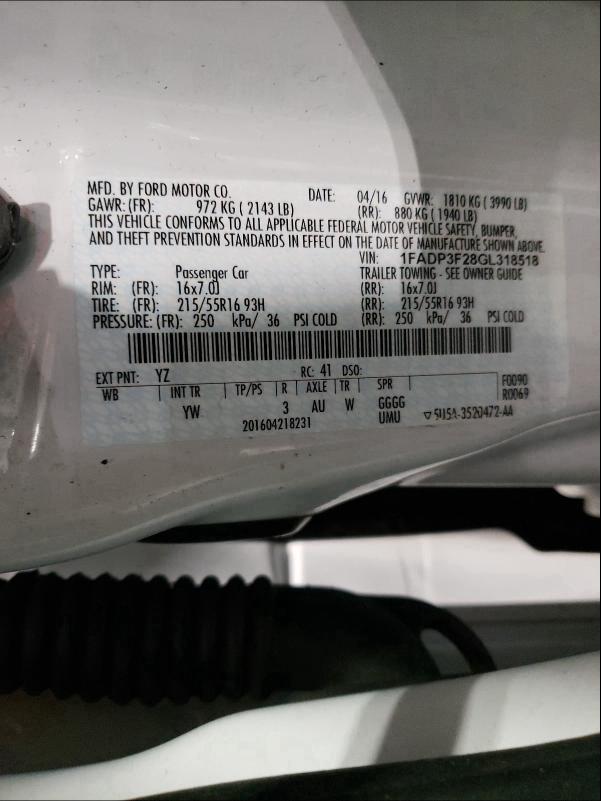 MFD. BY FORD MOTOR CO. DATE: 04/16 GVWR: 1810 KG ( 3990 LB)
GAWR: (FR): 972 KG ( 2143 LB) (RR): 880 KG ( 1940 LB)
THIS VEHICLE CONFORMS TO ALL APPLICABLE FEDERAL MOTOR VEHICLE SAFETY, BUMPER,
AND THEFT PREVENTION STANDARDS IN EFFECT ON THE DATE OF MANUFACTURE SHOWN ABOVE.
VIN: 1FADP3F28GL318518
TYPE: Passenger Car TRAILER TOWING - SEE OWNER GUIDE
RIM: (FR): 16x7.0J (RR): 16x7.0J
TIRE: (FR): 215/55R16 93H (RR): 215/55R16 93H
PRESSURE: (FR): 250 kPa/ 36 PSI COLD (RR): 250 kPa/ 36 PSI COLD
EXT PNT: YZ RC: 41 DSO: F0090
WB INT TR TP/PS R AXLE TR SPR R0069
YW 3 AU W GGGG
201604218231 UMU ▽5U5A-3520472-AA